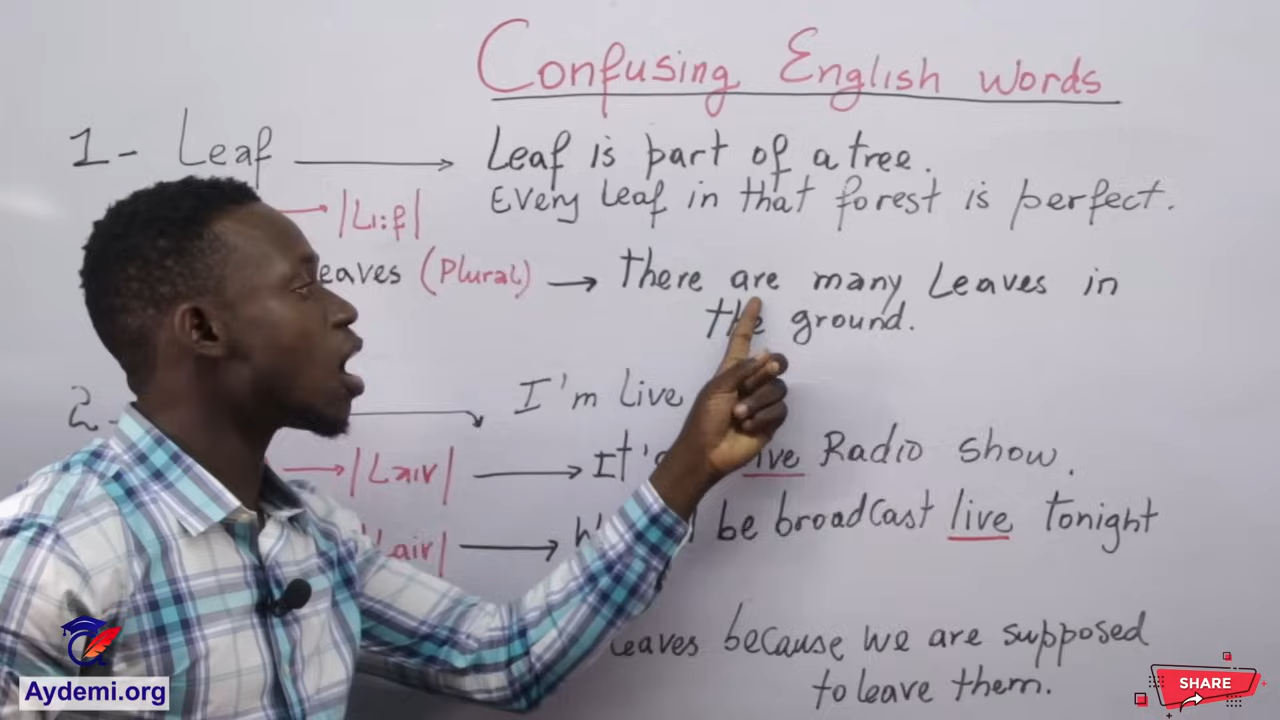 Confusing English words
1- Leaf → Leaf is part of a tree.
Every leaf in that forest is perfect.
→ |Li:f|
eaves (Plural) → there are many Leaves in
the ground.
2-
I'm Live
→ |Laiv| → It's Radio show.
|Laiv| → be broadcast live tonight
leaves because we are supposed
to leave them.
Aydemi.org
SHARE